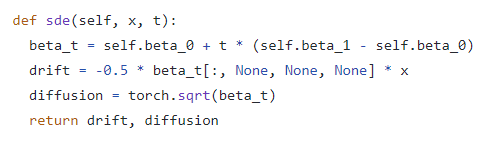 def sde(self, x, t):
  beta_t = self.beta_0 + t * (self.beta_1 - self.beta_0)
  drift = -0.5 * beta_t[:, None, None, None] * x
  diffusion = torch.sqrt(beta_t)
  return drift, diffusion